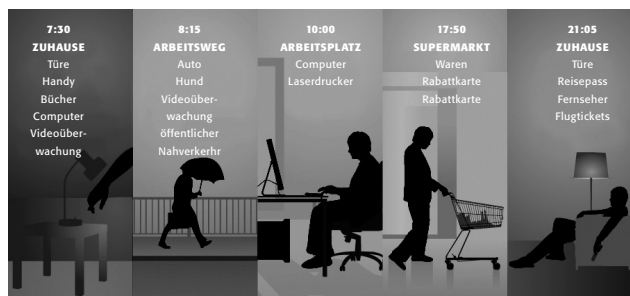 7:30
ZUHAUSE
Türe
Handy
Bücher
Computer
Videoüber-
wachung
8:15
ARBEITSWEG
Auto
Hund
Videoüber-
wachung
öffentlicher
Nahverkerhr
10:00
ARBEITSPLATZ
Computer
Laserdrucker
17:50
SUPERMARKT
Waren
Rabattkarte
Rabattkarte
21:05
ZUHAUSE
Türe
Reisepass
Fernseher
Flugtickets